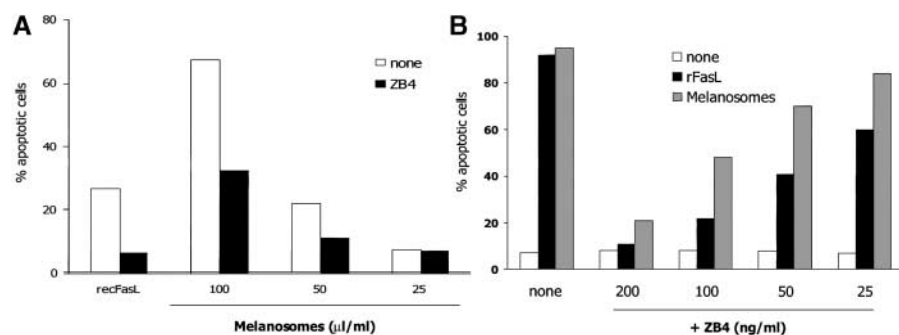 A
% apoptotic cells
80
60
40
20
0
none
ZB4
recFasL 100 50 25
Melanosomes (µl/ml)
B
% apoptotic cells
100
80
60
40
20
0
none
rFasL
Melanosomes
none 200 100 50 25
+ ZB4 (ng/ml)